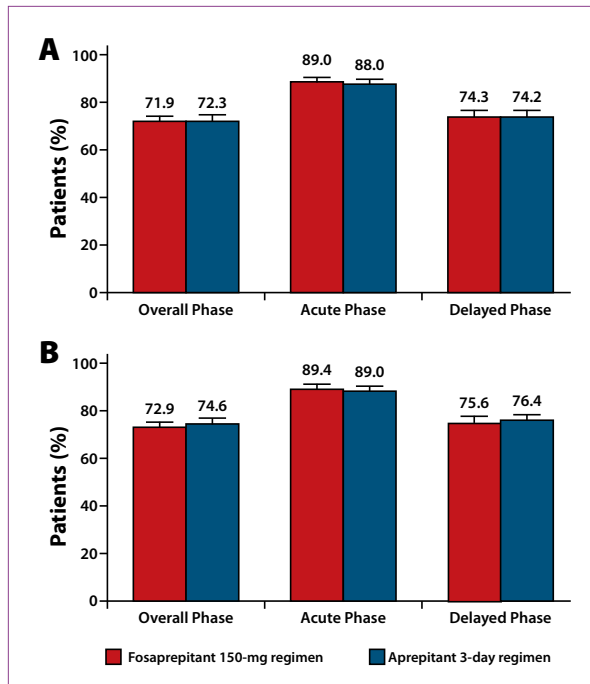 A
Patients (%)
100
80
60
40
20
0
71.9 72.3
89.0 88.0
74.3 74.2
Overall Phase Acute Phase Delayed Phase
B
Patients (%)
100
80
60
40
20
0
72.9 74.6
89.4 89.0
75.6 76.4
Overall Phase Acute Phase Delayed Phase
Fosaprepitant 150-mg regimen Aprepitant 3-day regimen